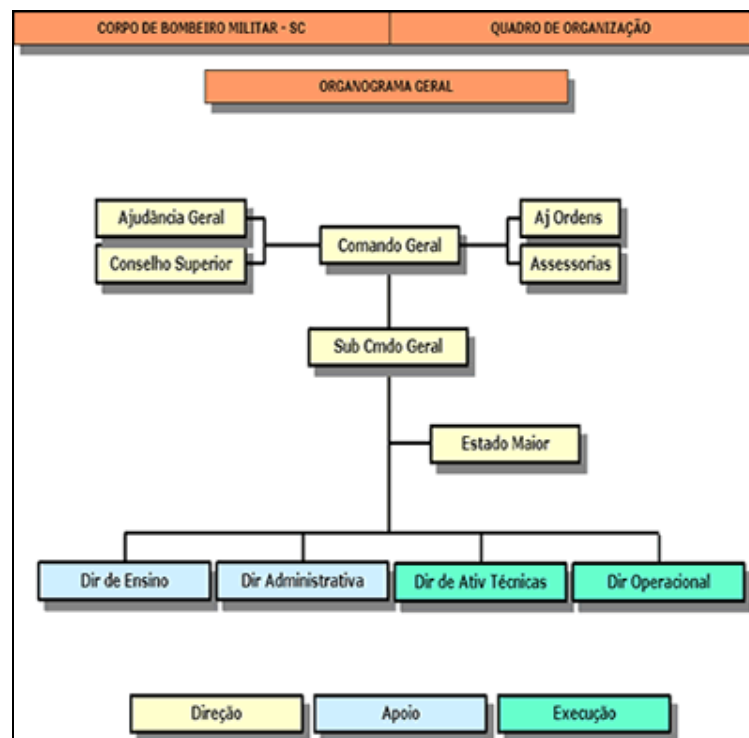 CORPO DE BOMBEIRO MILITAR - SC
QUADRO DE ORGANIZAÇÃO
ORGANOGRAMA GERAL
Ajudância Geral
Aj Ordens
Comando Geral
Conselho Superior
Assessorias
Sub Cmdo Geral
Estado Maior
Dir de Ensino
Dir Administrativa
Dir de Ativ Técnicas
Dir Operacional
Direção
Apoio
Execução